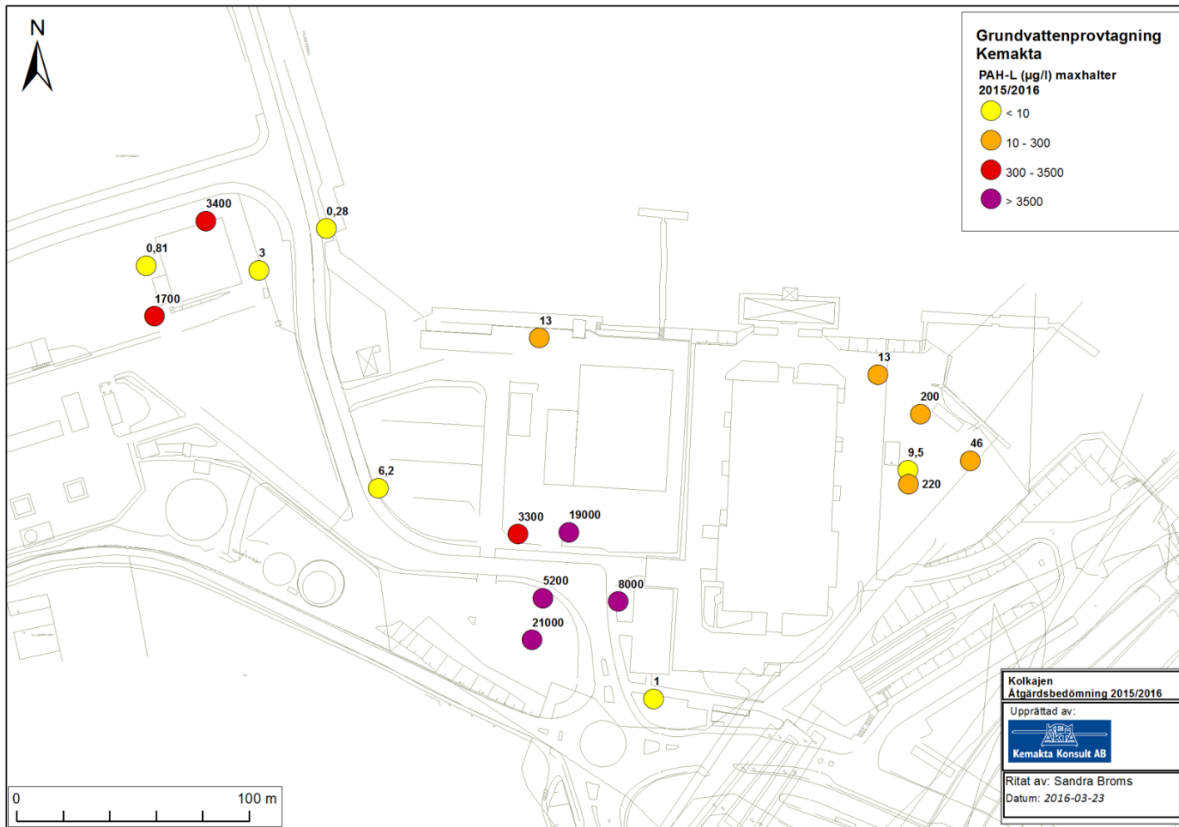 N
Grundvattenprovtagning
Kemakta
PAH-L (µg/l) maxhalter
2015/2016
< 10
10 - 300
300 - 3500
> 3500
3400
0,28
0,81
3
1700
13
13
200
46
9,5
220
6,2
3300
19000
5200
8000
21000
1
Kolkajen
Åtgärdsbedömning 2015/2016
Upprättad av:
KEM
AKTA
Kemakta Konsult AB
Ritat av: Sandra Broms
Datum: 2016-03-23
0
100 m